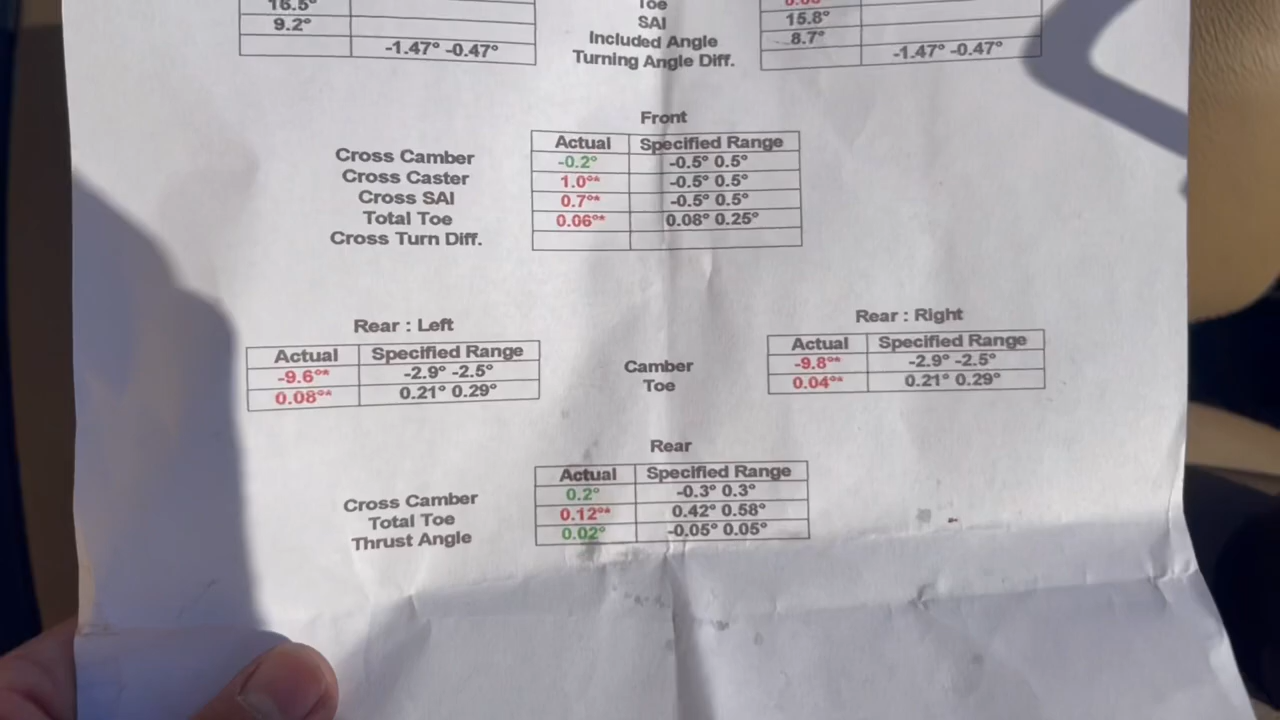 16.5°
9.2°
-1.47° -0.47°
Toe
SAI
Included Angle
Turning Angle Diff.
15.8°
8.7°
-1.47° -0.47°
Front
Actual Specified Range
Cross Camber -0.2° -0.5° 0.5°
Cross Caster 1.0°* -0.5° 0.5°
Cross SAI 0.7°* -0.5° 0.5°
Total Toe 0.06°* 0.08° 0.25°
Cross Turn Diff.
Rear : Left
Actual Specified Range
-9.6°* -2.9° -2.5°
0.08°* 0.21° 0.29°
Camber
Toe
Rear : Right
Actual Specified Range
-9.8°* -2.9° -2.5°
0.04°* 0.21° 0.29°
Rear
Actual Specified Range
Cross Camber 0.2° -0.3° 0.3°
Total Toe 0.12°* 0.42° 0.58°
Thrust Angle 0.02° -0.05° 0.05°